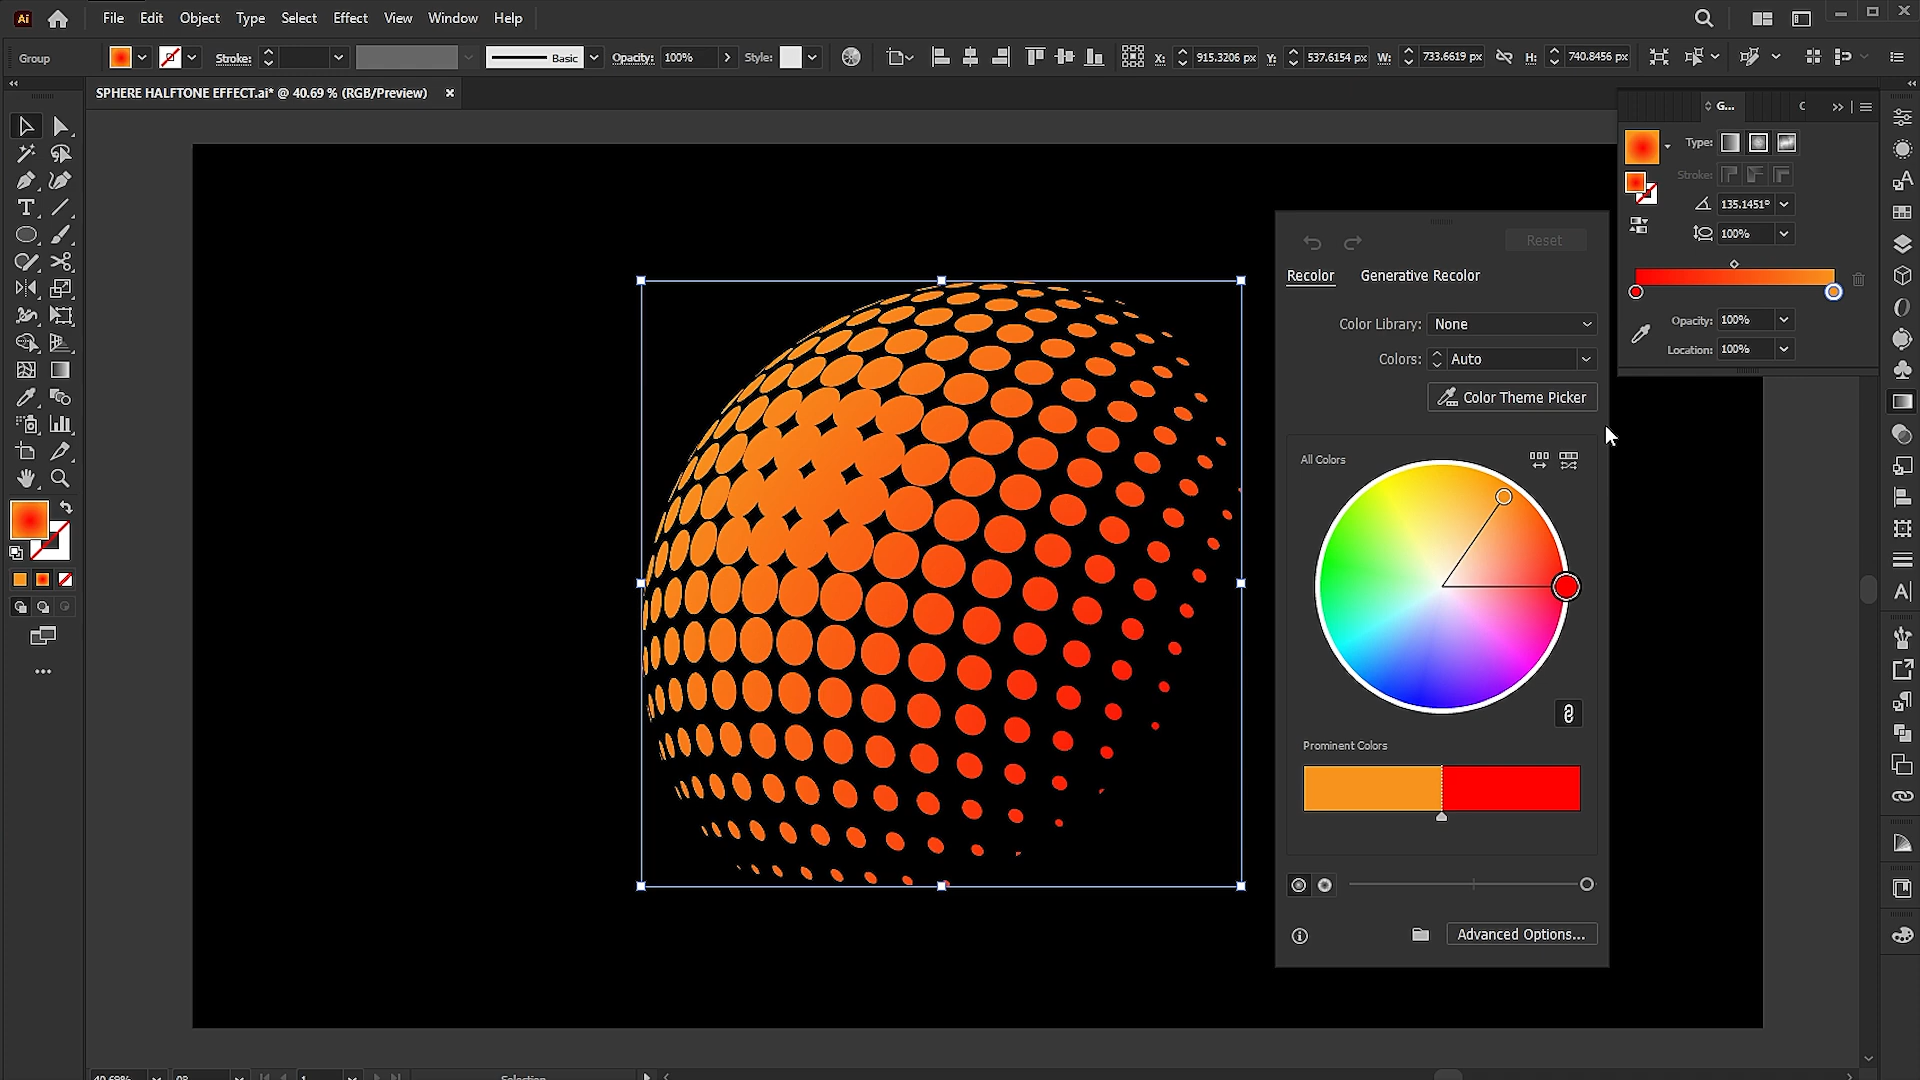 Ai File Edit Object Type Select Effect View Window Help
Group Stroke: Basic Opacity: 100% Style: X: 915.3206 px Y: 537.6154 px W: 733.6619 px H: 740.8456 px
SPHERE HALFTONE EFFECT.ai* @ 40.69 % (RGB/Preview) ×
G...
Type:
Stroke:
135.1451°
100%
Opacity: 100%
Location: 100%
Reset
Recolor Generative Recolor
Color Library: None
Colors: Auto
Color Theme Picker
All Colors
Prominent Colors
Advanced Options...
40.69% 1 Selection